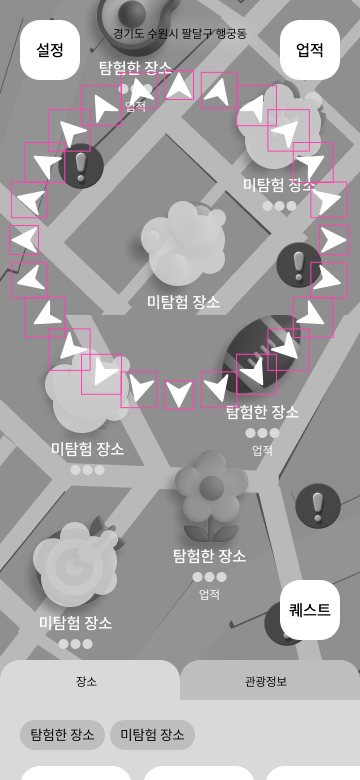 경기도 수원시 팔달구 행궁동
설정
업적
탐험한 장소
업적
미탐험 장소
미탐험 장소
탐험한 장소
업적
미탐험 장소
탐험한 장소
업적
미탐험 장소
퀘스트
장소
관광정보
탐험한 장소
미탐험 장소